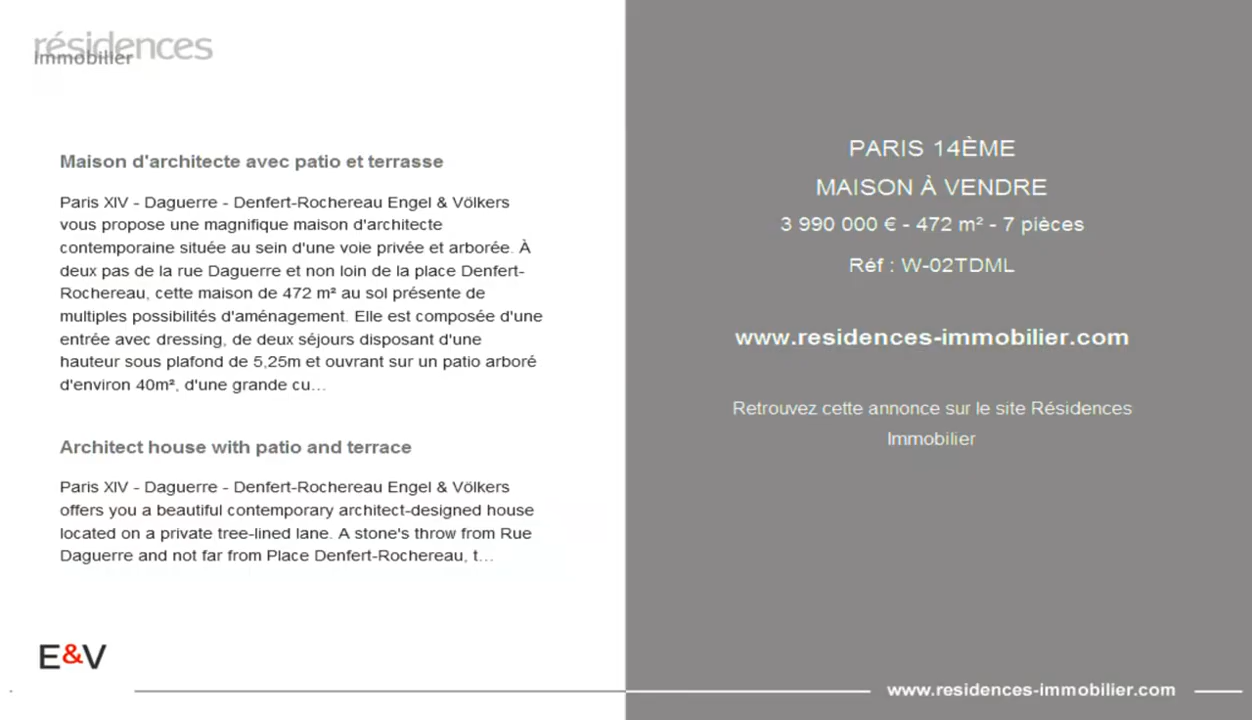 résidences
Immobilier
Maison d'architecte avec patio et terrasse
Paris XIV - Daguerre - Denfert-Rochereau Engel & Völkers
vous propose une magnifique maison d'architecte
contemporaine située au sein d'une voie privée et arborée. À
deux pas de la rue Daguerre et non loin de la place Denfert-
Rochereau, cette maison de 472 m² au sol présente de
multiples possibilités d'aménagement. Elle est composée d'une
entrée avec dressing, de deux séjours disposant d'une
hauteur sous plafond de 5,25m et ouvrant sur un patio arboré
d'environ 40m², d'une grande cu...
Architect house with patio and terrace
Paris XIV - Daguerre - Denfert-Rochereau Engel & Völkers
offers you a beautiful contemporary architect-designed house
located on a private tree-lined lane. A stone's throw from Rue
Daguerre and not far from Place Denfert-Rochereau, t...
E&V
PARIS 14ÈME
MAISON À VENDRE
3 990 000 € - 472 m² - 7 pièces
Réf : W-02TDML
www.residences-immobilier.com
Retrouvez cette annonce sur le site Résidences
Immobilier
www.residences-immobilier.com